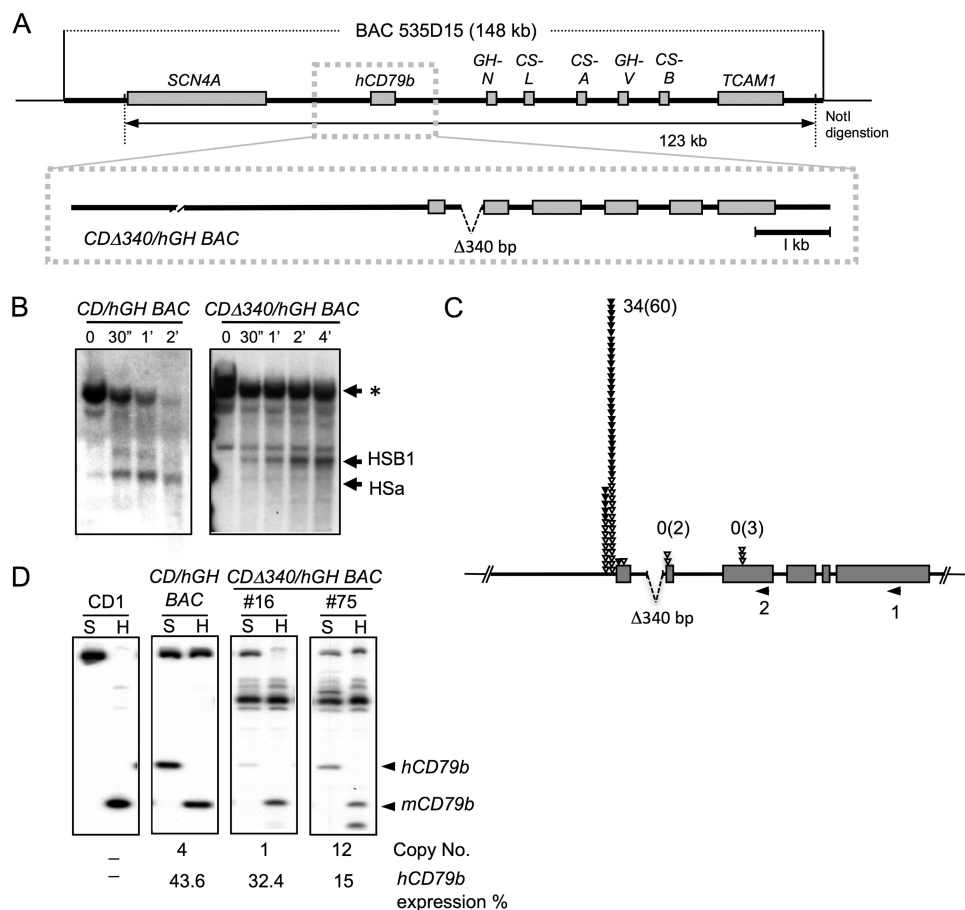 A
BAC 535D15 (148 kb)
SCN4A
hCD79b
GH-N
CS-L
CS-A
GH-V
CS-B
TCAM1
123 kb
NotI
digenstion
CDΔ340/hGH BAC
Δ340 bp
1 kb
B
CD/hGH BAC
CDΔ340/hGH BAC
0 30” 1’ 2’
0 30” 1’ 2’ 4’
*
HSB1
HSa
C
34(60)
0(2)
0(3)
Δ340 bp
2
1
D
CD1
CD/hGH
BAC
CDΔ340/hGH BAC
#16
#75
S H S H S H S H
hCD79b
mCD79b
– 4 1 12 Copy No.
– 43.6 32.4 15 hCD79b
expression %